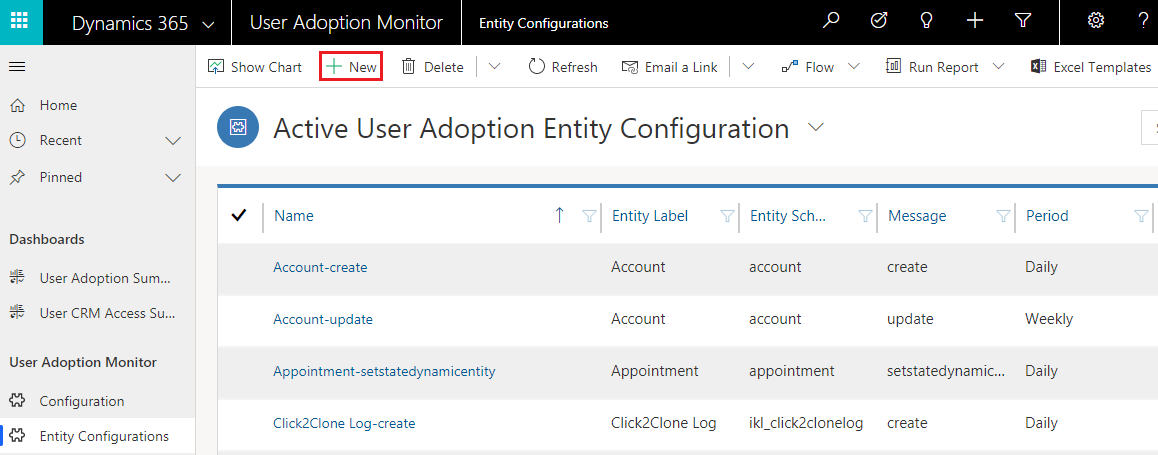 Dynamics 365 User Adoption Monitor Entity Configurations
Show Chart New Delete Refresh Email a Link Flow Run Report Excel Templates
Home
Recent
Pinned
Dashboards
User Adoption Sum...
User CRM Access Su...
User Adoption Monitor
Configuration
Entity Configurations
Active User Adoption Entity Configuration
Name Entity Label Entity Sch... Message Period
Account-create Account account create Daily
Account-update Account account update Weekly
Appointment-setstatedynamicentity Appointment appointment setstatedynamic... Daily
Click2Clone Log-create Click2Clone Log ikl_click2clonelog create Daily